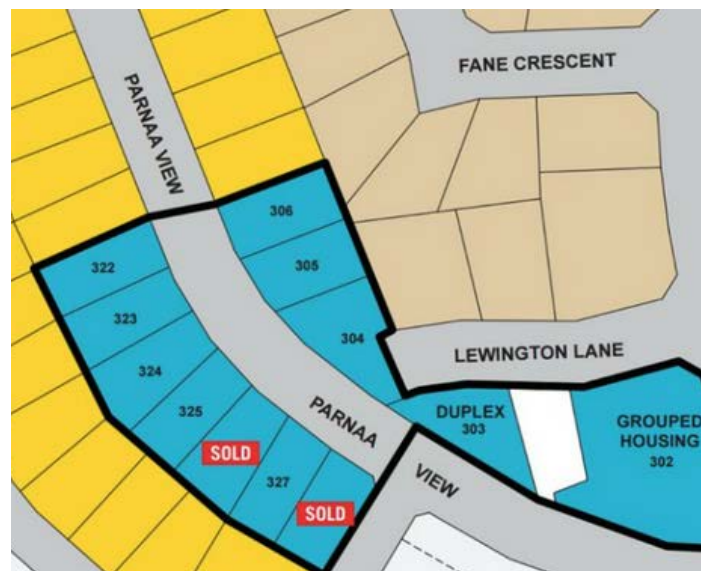 FANE CRESCENT
PARNAA VIEW
306
322
305
323
304
LEWINGTON LANE
324
325
PARNAA
DUPLEX
303
GROUPED
HOUSING
302
SOLD
327
VIEW
SOLD